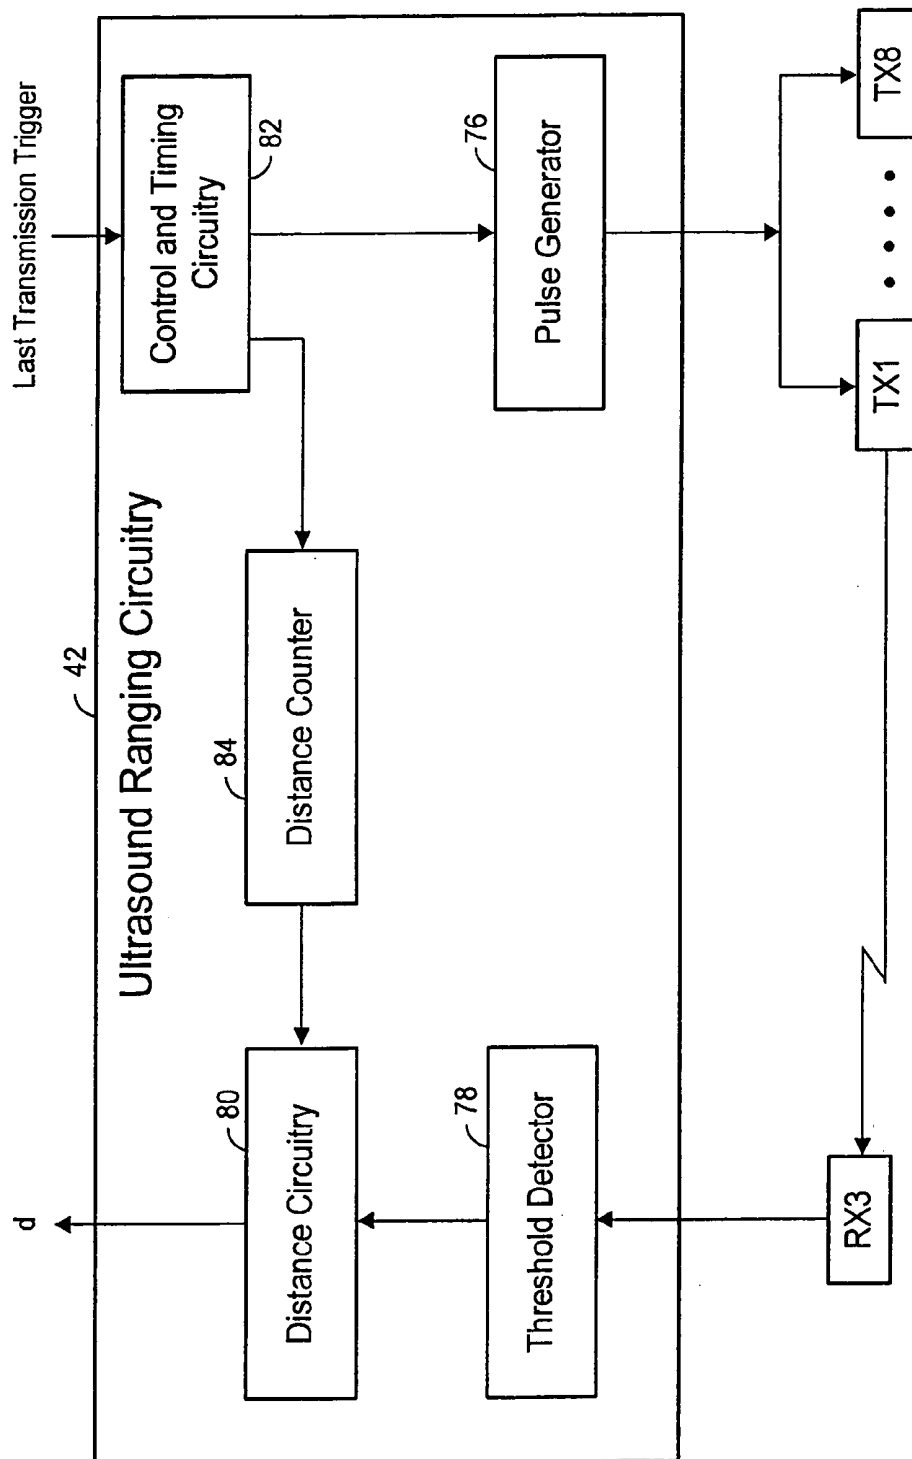 d
Last Transmission Trigger
42
Ultrasound Ranging Circuitry
80
Distance Circuitry
84
Distance Counter
82
Control and Timing
Circuitry
78
Threshold Detector
76
Pulse Generator
RX3
TX1
TX8